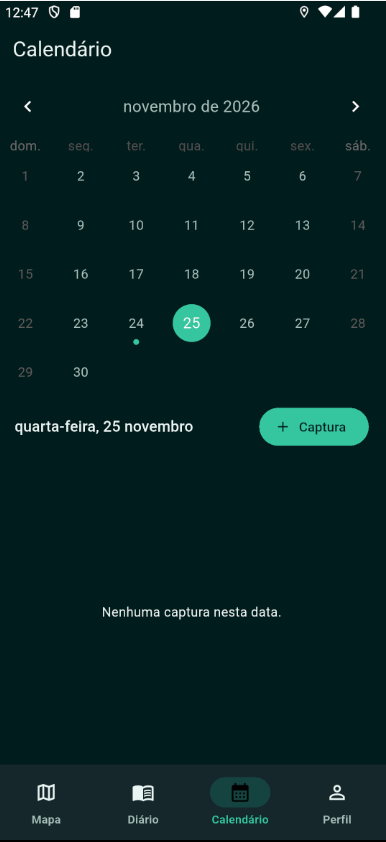 12:47
Calendário
novembro de 2026
dom. seg. ter. qua. qui. sex. sáb.
1 2 3 4 5 6 7
8 9 10 11 12 13 14
15 16 17 18 19 20 21
22 23 24 25 26 27 28
29 30
quarta-feira, 25 novembro
+ Captura
Nenhuma captura nesta data.
Mapa Diário Calendário Perfil